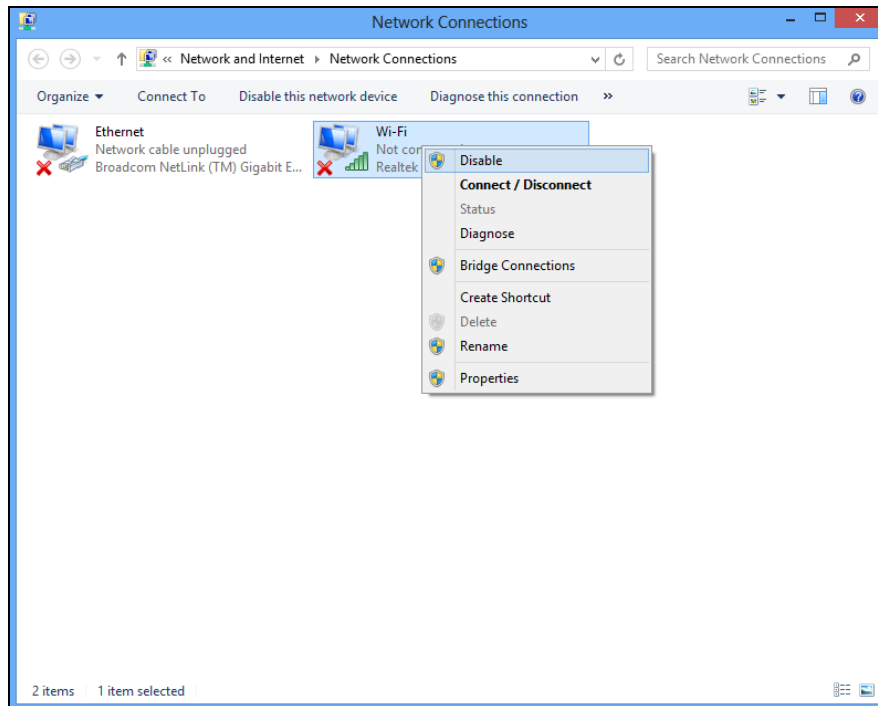 Network Connections
« Network and Internet Network Connections
Search Network Connections
Organize Connect To Disable this network device Diagnose this connection »
Ethernet
Network cable unplugged
Broadcom NetLink (TM) Gigabit E...
Wi-Fi
Not
Realtek
Disable
Connect / Disconnect
Status
Diagnose
Bridge Connections
Create Shortcut
Delete
Rename
Properties
2 items 1 item selected